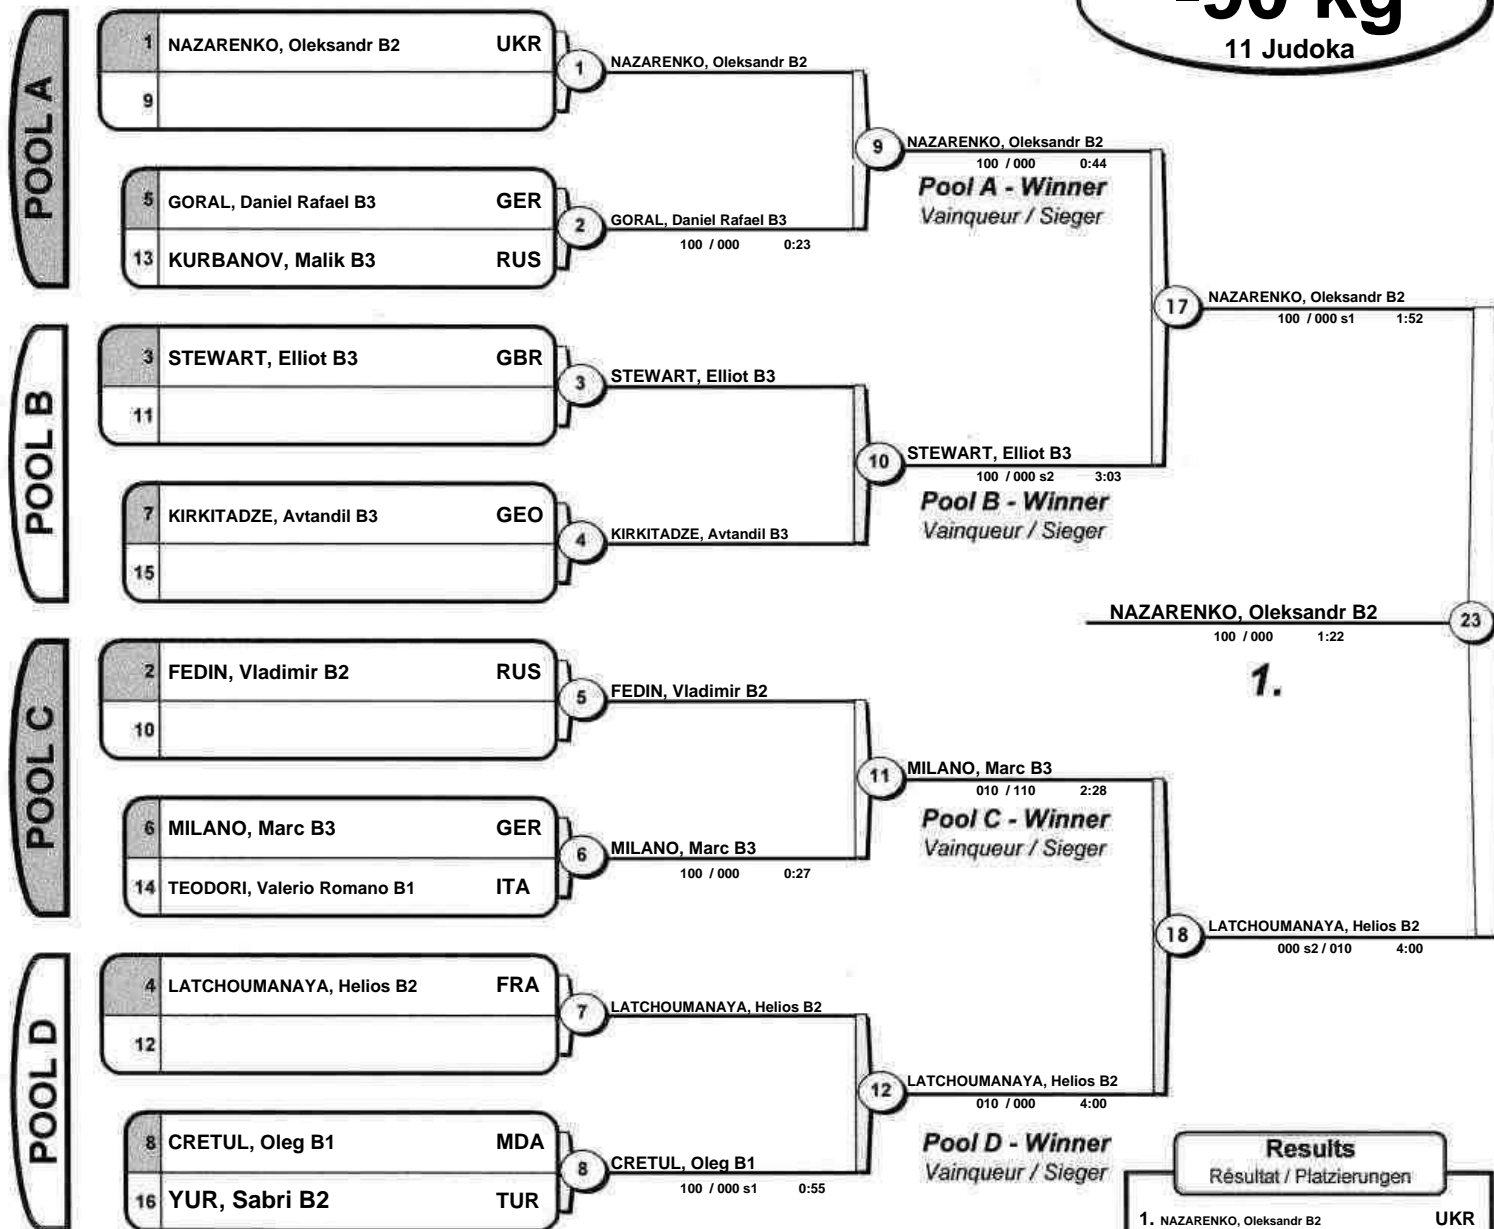 -90 kg
11 Judoka
POOL A
1 NAZARENKO, Oleksandr B2 UKR
9
1 NAZARENKO, Oleksandr B2
5 GORAL, Daniel Rafael B3 GER
13 KURBANOV, Malik B3 RUS
2 GORAL, Daniel Rafael B3
100 / 000 0:23
9 NAZARENKO, Oleksandr B2
100 / 000 0:44
Pool A - Winner
Vainqueur / Sieger
POOL B
3 STEWART, Elliot B3 GBR
11
3 STEWART, Elliot B3
7 KIRKITADZE, Avtandil B3 GEO
15
4 KIRKITADZE, Avtandil B3
10 STEWART, Elliot B3
100 / 000 s2 3:03
Pool B - Winner
Vainqueur / Sieger
17 NAZARENKO, Oleksandr B2
100 / 000 s1 1:52
NAZARENKO, Oleksandr B2 23
100 / 000 1:22
1.
POOL C
2 FEDIN, Vladimir B2 RUS
10
5 FEDIN, Vladimir B2
6 MILANO, Marc B3 GER
14 TEODORI, Valerio Romano B1 ITA
6 MILANO, Marc B3
100 / 000 0:27
11 MILANO, Marc B3
010 / 110 2:28
Pool C - Winner
Vainqueur / Sieger
POOL D
4 LATCHOUMANAYA, Helios B2 FRA
12
7 LATCHOUMANAYA, Helios B2
8 CRETUL, Oleg B1 MDA
16 YUR, Sabri B2 TUR
8 CRETUL, Oleg B1
100 / 000 s1 0:55
12 LATCHOUMANAYA, Helios B2
010 / 000 4:00
Pool D - Winner
Vainqueur / Sieger
18 LATCHOUMANAYA, Helios B2
000 s2 / 010 4:00
Results
Résultat / Platzierungen
1. NAZARENKO, Oleksandr B2 UKR